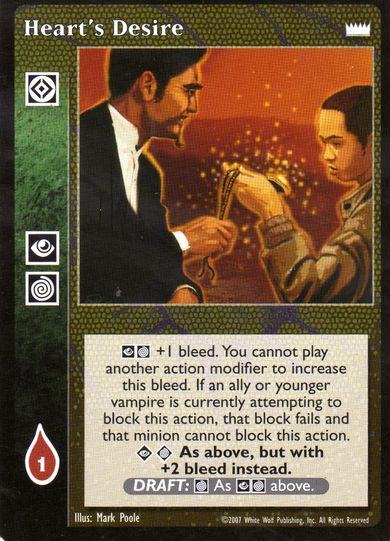 Heart's Desire
+1 bleed. You cannot play
another action modifier to increase
this bleed. If an ally or younger
vampire is currently attempting to
block this action, that block fails and
that minion cannot block this action.
As above, but with
+2 bleed instead.
DRAFT: As above.
1
Illus: Mark Poole
©2007 White Wolf Publishing, Inc. All Rights Reserved